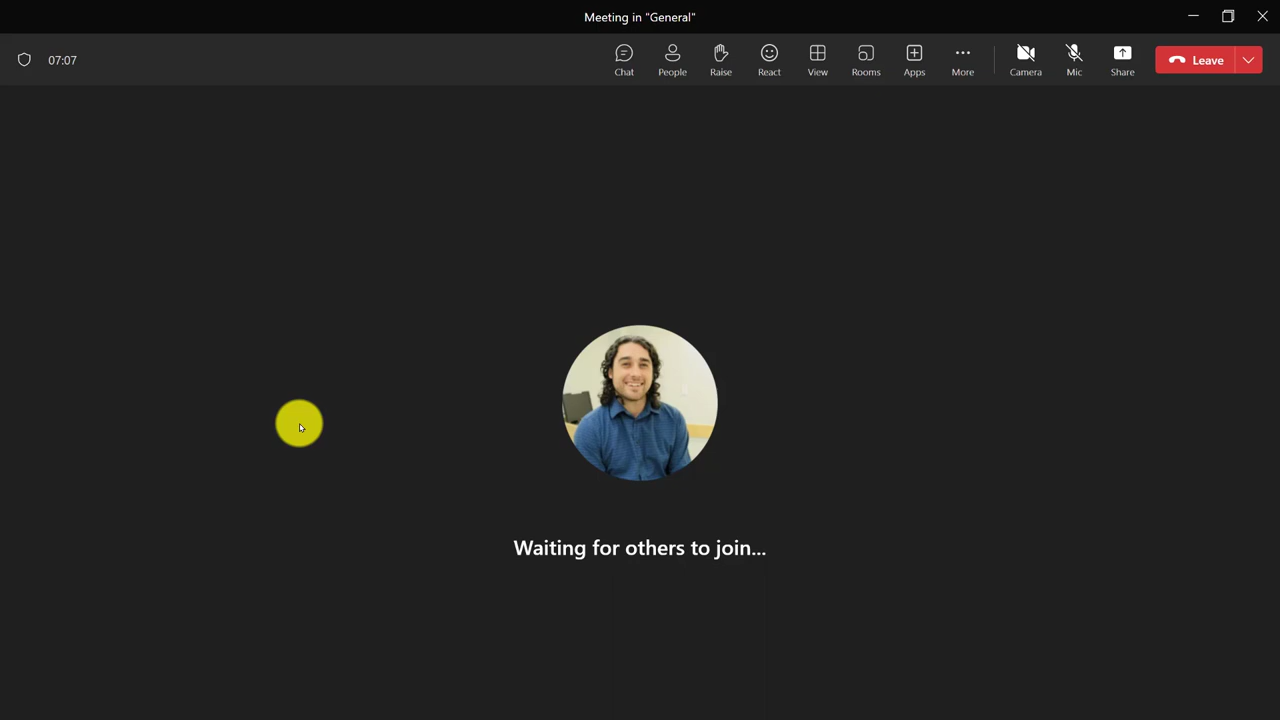 Meeting in "General"
07:07
Chat People Raise React View Rooms Apps More Camera Mic Share Leave
Waiting for others to join...